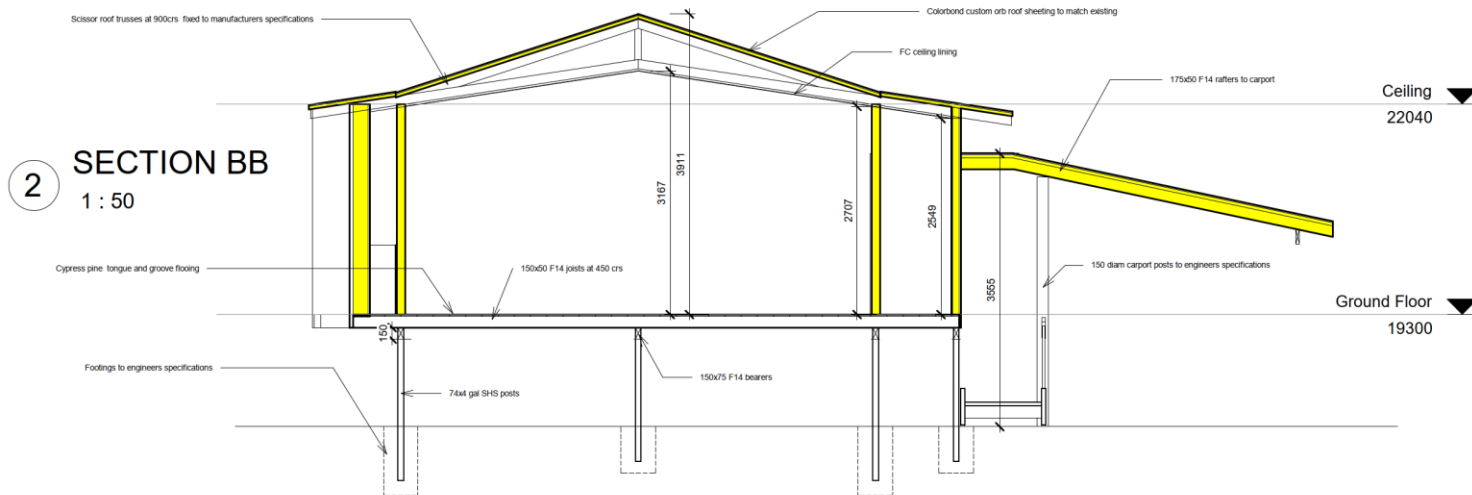 Scissor roof trusses at 900crs fixed to manufacturers specifications
Colorbond custom orb roof sheeting to match existing
FC ceiling lining
175x50 F14 rafters to carport
Ceiling
22040
2
SECTION BB
1 : 50
3911
3167
2707
2549
3555
Cypress pine tongue and groove flooing
150x50 F14 joists at 450 crs
150 diam carport posts to engineers specifications
Ground Floor
19300
150
Footings to engineers specifications
150x75 F14 bearers
74x4 gal SHS posts